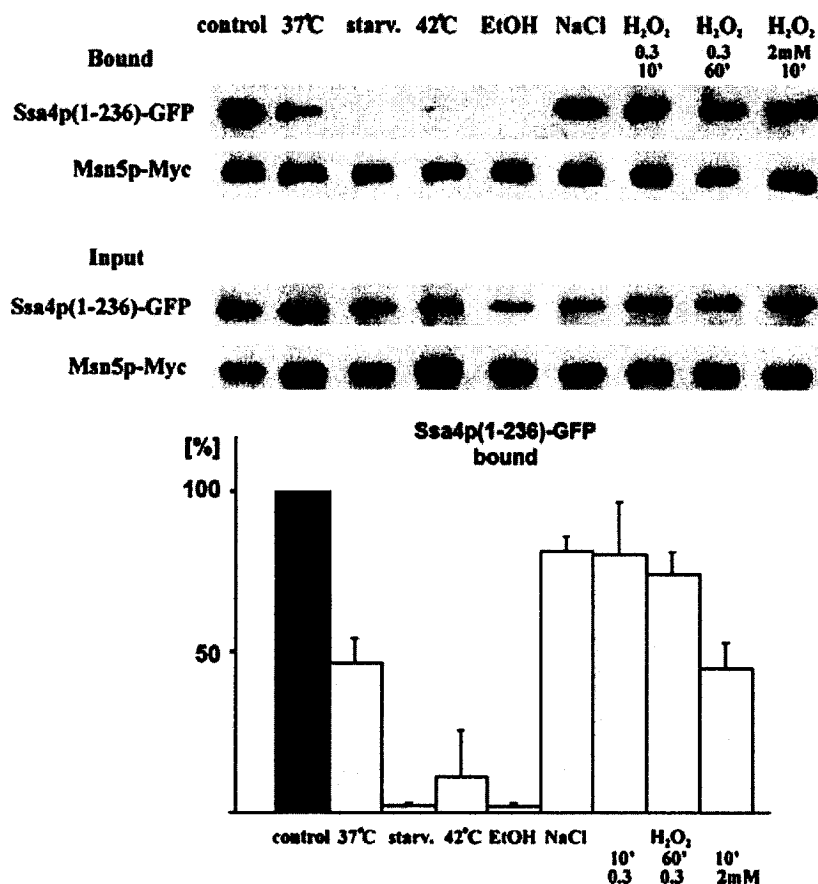 control 37°C starv. 42°C EtOH NaCl H₂O₂ H₂O₂ H₂O₂
0.3 0.3 2mM
Bound 10' 60' 10'
Ssa4p(1-236)-GFP
Msn5p-Myc
Input
Ssa4p(1-236)-GFP
Msn5p-Myc
Ssa4p(1-236)-GFP
[%] bound
100
50
control 37°C starv. 42°C EtOH NaCl H₂O₂
10' 60' 10'
0.3 0.3 2mM